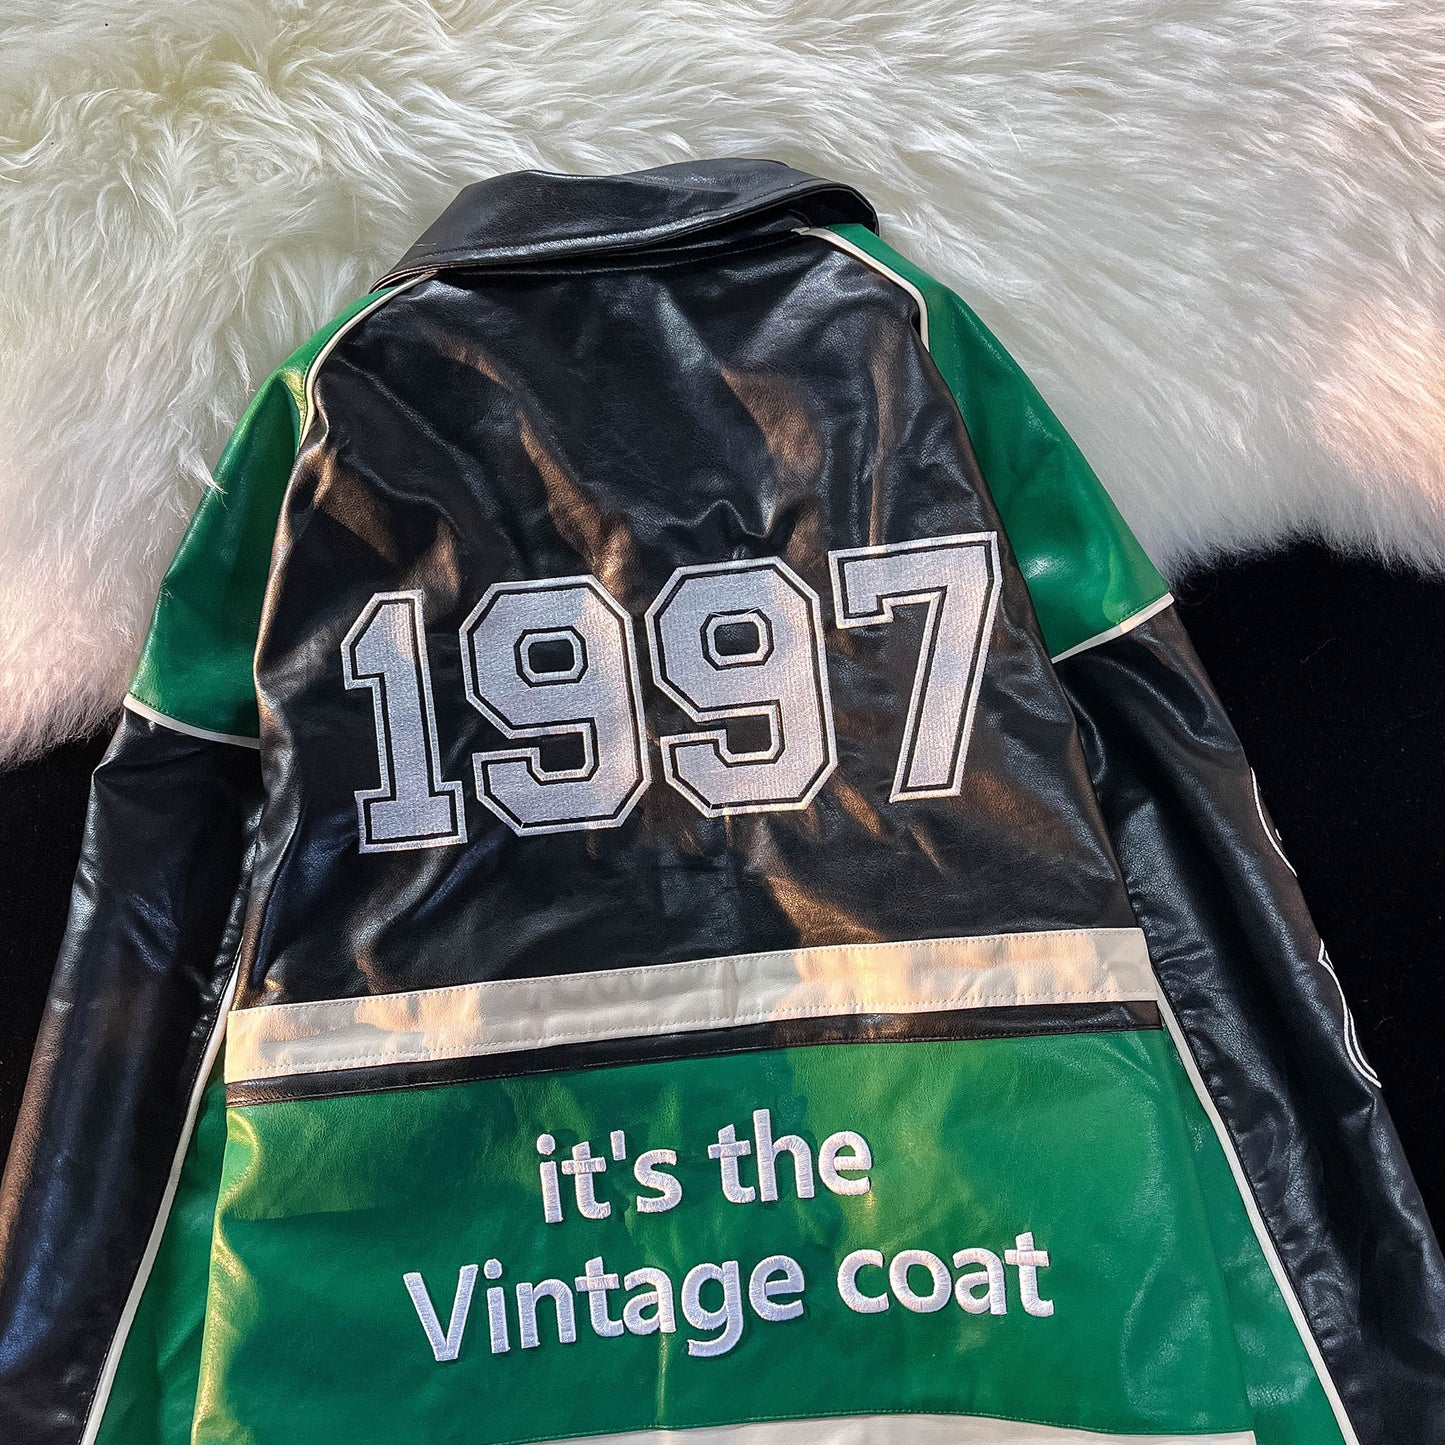 1997
it's the
Vintage coat